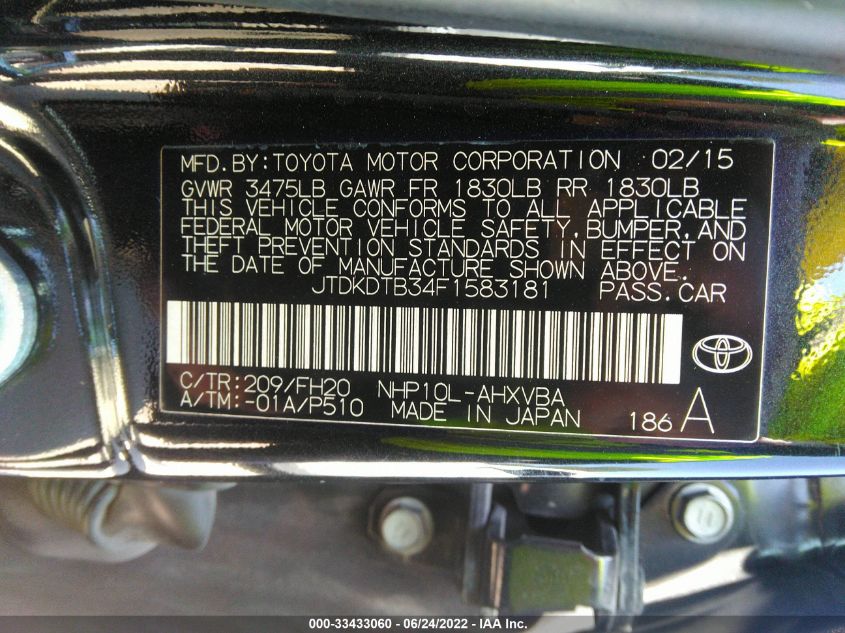 MFD.BY:TOYOTA MOTOR CORPORATION 02/15
GVWR 3475LB GAWR FR 1830LB RR 1830LB
THIS VEHICLE CONFORMS TO ALL APPLICABLE
FEDERAL MOTOR VEHICLE SAFETY,BUMPER,AND
THEFT PREVENTION STANDARDS IN EFFECT ON
THE DATE OF MANUFACTURE SHOWN ABOVE.
JTDKDTB34F1583181 PASS.CAR
C/TR:209/FH20 NHP10L-AHXVBA
A/TM:-01A/P510 MADE IN JAPAN 186 A
000-33433060 - 06/24/2022 - IAA Inc.